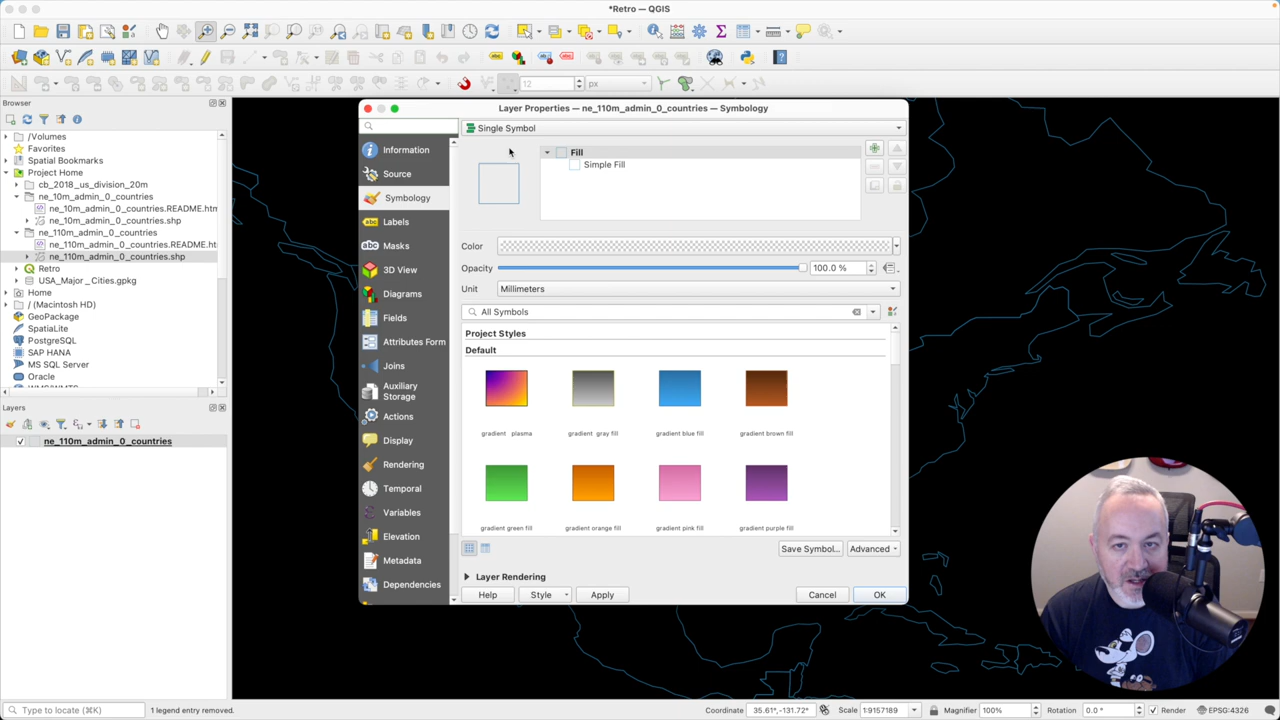 *Retro — QGIS
12
px
Browser
/Volumes
Favorites
Spatial Bookmarks
Project Home
cb_2018_us_division_20m
ne_10m_admin_0_countries
ne_10m_admin_0_countries.README.htm
ne_10m_admin_0_countries.shp
ne_110m_admin_0_countries
ne_110m_admin_0_countries.README.ht
ne_110m_admin_0_countries.shp
Retro
USA_Major_Cities.gpkg
Home
/ (Macintosh HD)
GeoPackage
SpatiaLite
PostgreSQL
SAP HANA
MS SQL Server
Oracle
Layers
ne_110m_admin_0_countries
Layer Properties — ne_110m_admin_0_countries — Symbology
Information
Source
Symbology
abc Labels
abc Masks
3D View
Diagrams
Fields
Attributes Form
Joins
Auxiliary
Storage
Actions
Display
Rendering
Temporal
Variables
Elevation
Metadata
Dependencies
Single Symbol
Fill
Simple Fill
Color
Opacity 100.0 %
Unit Millimeters
All Symbols
Project Styles
Default
gradient plasma
gradient gray fill
gradient blue fill
gradient brown fill
gradient green fill
gradient orange fill
gradient pink fill
gradient purple fill
Save Symbol...
Advanced
Layer Rendering
Help
Style
Apply
Cancel
OK
Type to locate (⌘K)
1 legend entry removed.
Coordinate 35.61°,-131.72°
Scale 1:9157189
Magnifier 100%
Rotation 0.0 °
Render
EPSG:4326